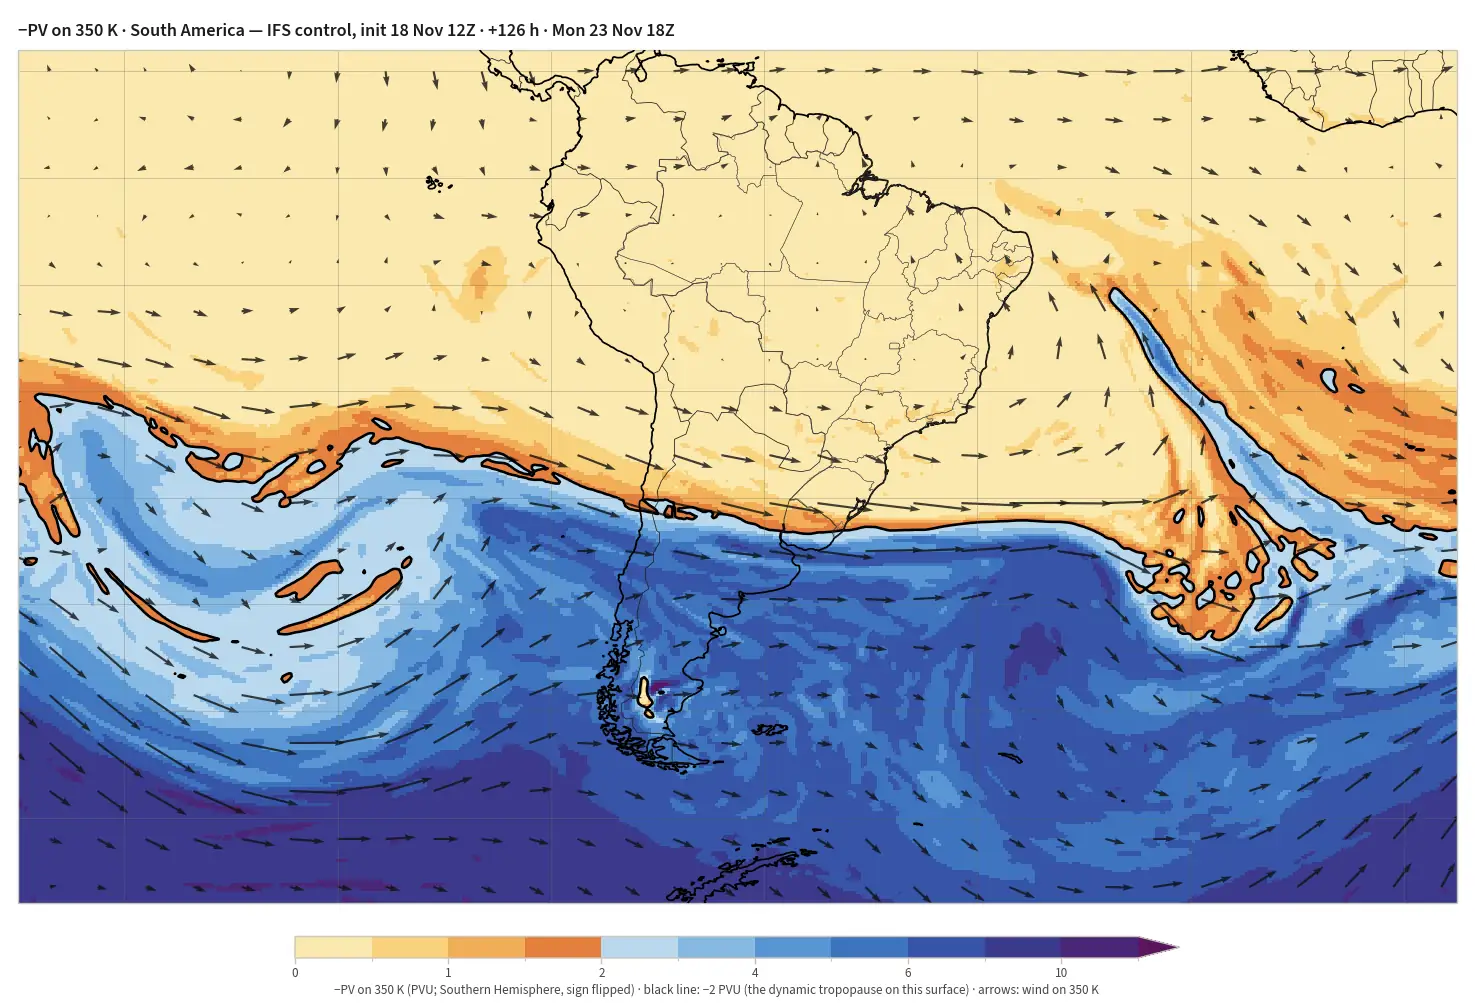 −PV on 350 K · South America — IFS control, init 18 Nov 12Z · +126 h · Mon 23 Nov 18Z
0 1 2 4 6 10
−PV on 350 K (PVU; Southern Hemisphere, sign flipped) · black line: −2 PVU (the dynamic tropopause on this surface) · arrows: wind on 350 K